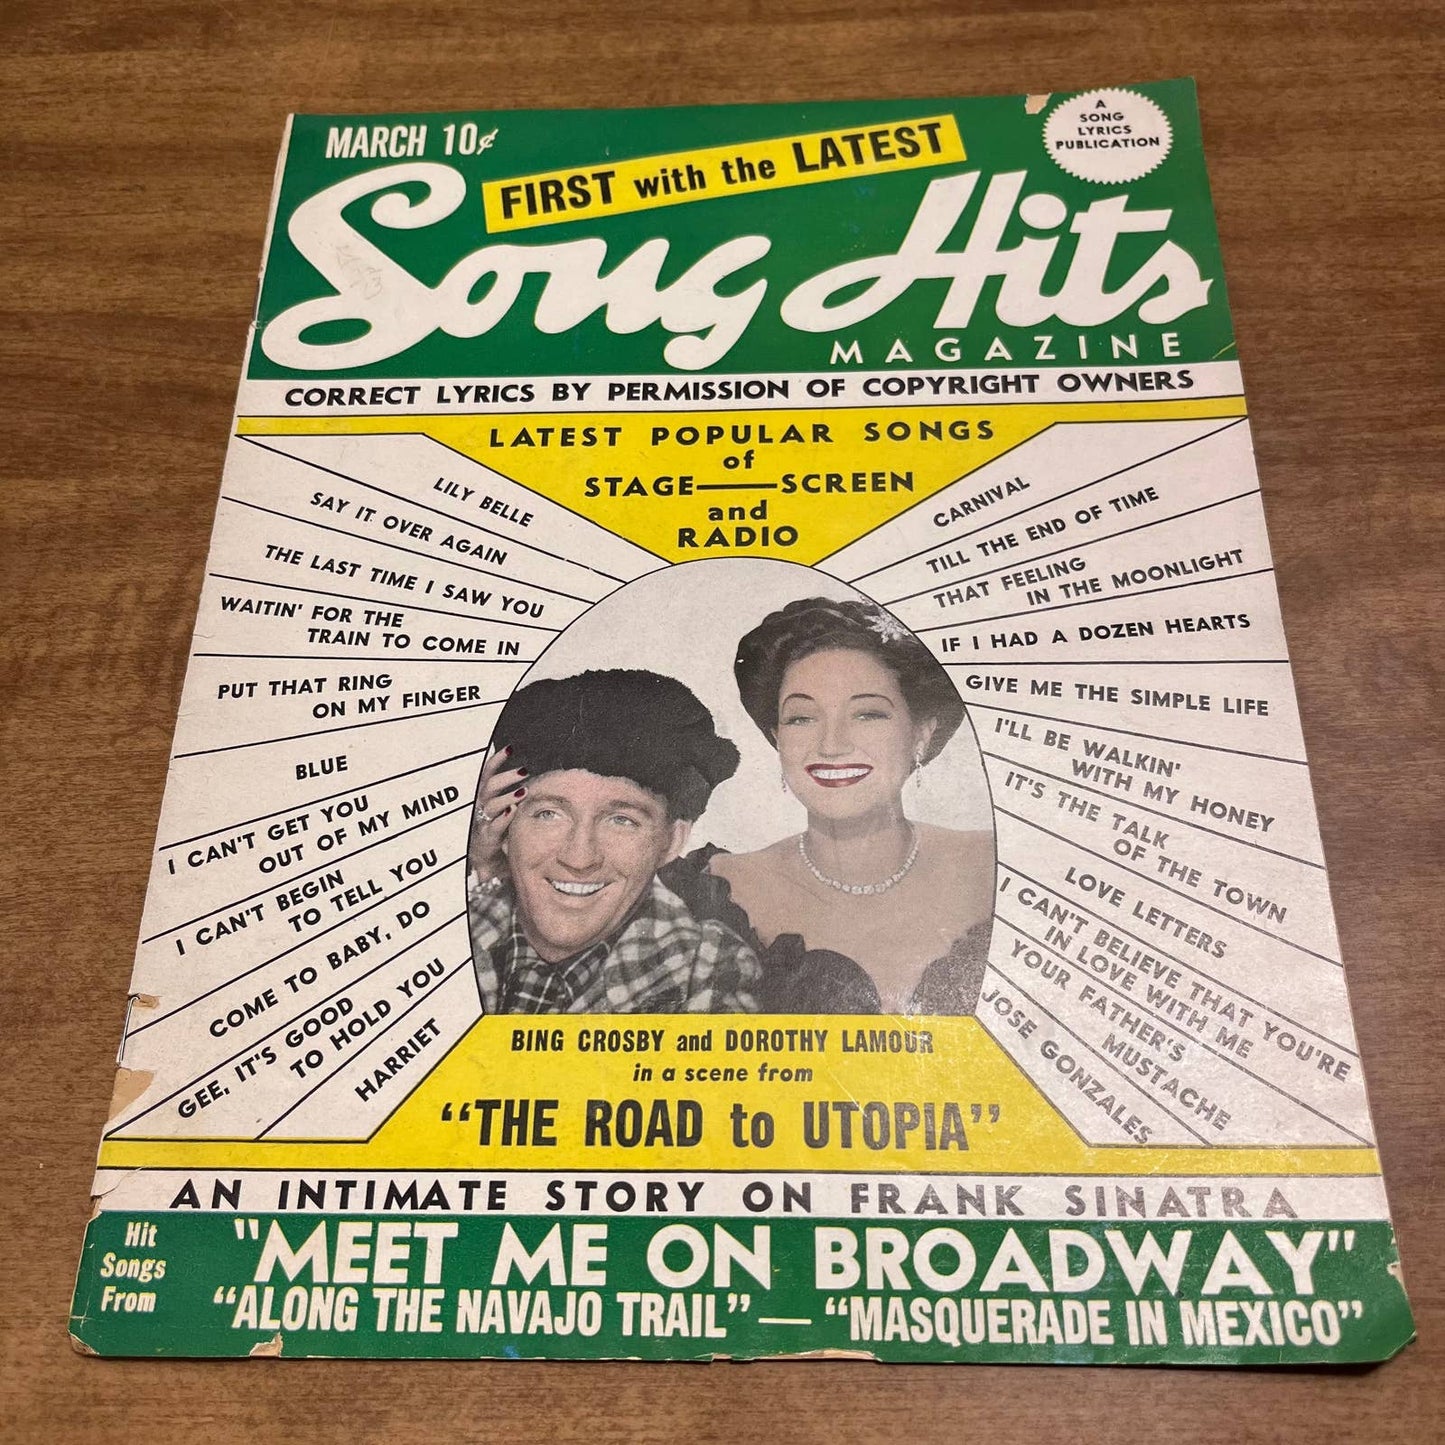 MARCH 10¢
FIRST with the LATEST
A
SONG
LYRICS
PUBLICATION
Song Hits
MAGAZINE
CORRECT LYRICS BY PERMISSION OF COPYRIGHT OWNERS
LATEST POPULAR SONGS
of
STAGE—SCREEN
and
RADIO
LILY BELLE
SAY IT OVER AGAIN
THE LAST TIME I SAW YOU
WAITIN' FOR THE
TRAIN TO COME IN
PUT THAT RING
ON MY FINGER
BLUE
I CAN'T GET YOU
OUT OF MY MIND
I CAN'T BEGIN
TO TELL YOU
COME TO BABY, DO
GEE, IT'S GOOD
TO HOLD YOU
HARRIET
CARNIVAL
TILL THE END OF TIME
THAT FEELING
IN THE MOONLIGHT
IF I HAD A DOZEN HEARTS
GIVE ME THE SIMPLE LIFE
I'LL BE WALKIN'
WITH MY HONEY
IT'S THE TALK
OF THE TOWN
LOVE LETTERS
I CAN'T BELIEVE THAT YOU'RE
IN LOVE WITH ME
YOUR FATHER'S
MUSTACHE
JOSE GONZALES
BING CROSBY and DOROTHY LAMOUR
in a scene from
"THE ROAD to UTOPIA"
AN INTIMATE STORY ON FRANK SINATRA
Hit
Songs
From
"MEET ME ON BROADWAY"
"ALONG THE NAVAJO TRAIL" — "MASQUERADE IN MEXICO"